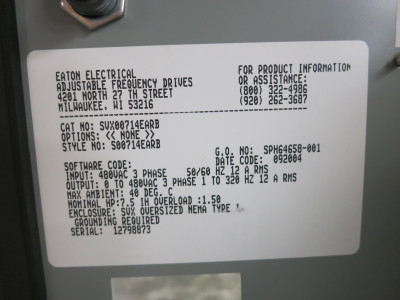 EATON ELECTRICAL
ADJUSTABLE FREQUENCY DRIVES
4201 NORTH 27 TH STREET
MILWAUKEE, WI 53216
FOR PRODUCT INFORMATION
OR ASSISTANCE:
(800) 322-4986
(920) 262-3687
CAT NO: SVX00714EARB
OPTIONS: << NONE >>
STYLE NO: S00714EARB
G.O. NO: SPH64658-001
SOFTWARE CODE: DATE CODE: 092004
INPUT: 480VAC 3 PHASE 50/60 HZ 12 A RMS
OUTPUT: 0 TO 480VAC 3 PHASE 1 TO 320 HZ 12 A RMS
MAX AMBIENT: 40 DEG. C
NOMINAL HP:7.5 IH OVERLOAD :1.50
ENCLOSURE: SVX OVERSIZED NEMA TYPE
GROUNDING REQUIRED
SERIAL: 12798873